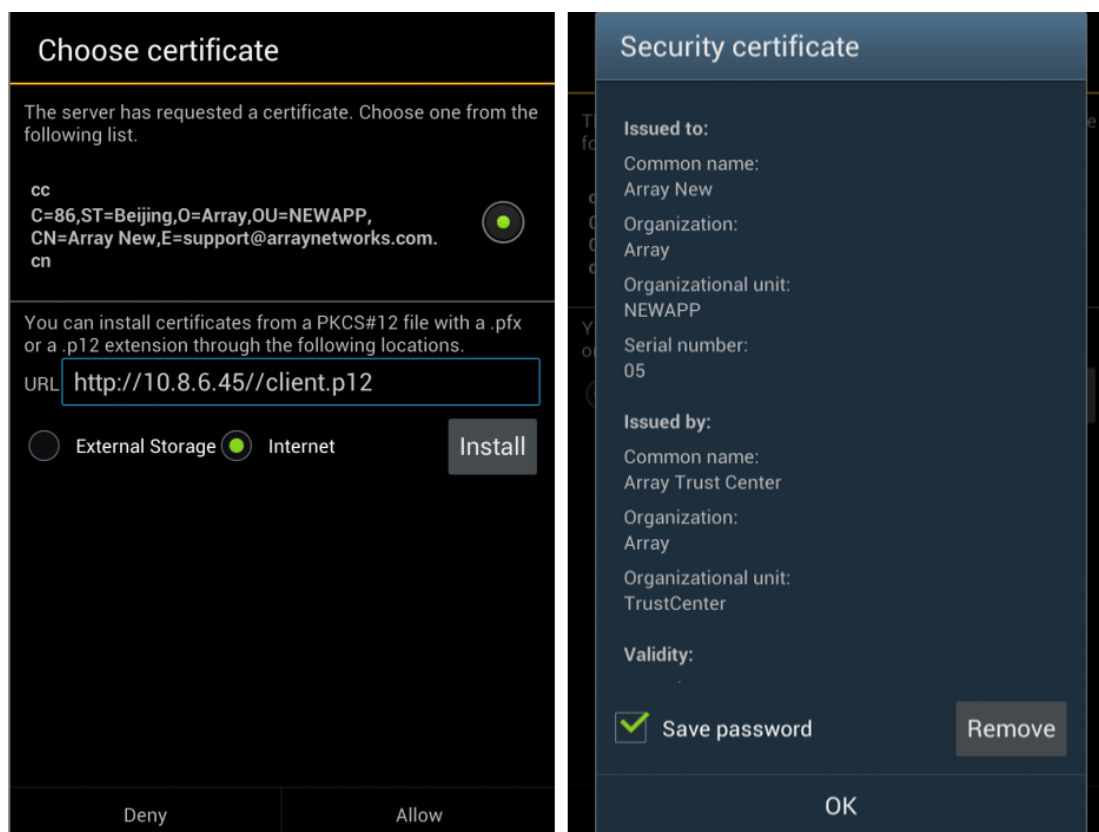 Choose certificate
The server has requested a certificate. Choose one from the
following list.
cc
C=86,ST=Beijing,O=Array,OU=NEWAPP,
CN=Array New,E=support@arraynetworks.com.
cn
You can install certificates from a PKCS#12 file with a .pfx
or a .p12 extension through the following locations.
URL http://10.8.6.45//client.p12
External Storage Internet Install
Deny Allow
Security certificate
Issued to:
Common name:
Array New
Organization:
Array
Organizational unit:
NEWAPP
Serial number:
05
Issued by:
Common name:
Array Trust Center
Organization:
Array
Organizational unit:
TrustCenter
Validity:
Save password Remove
OK